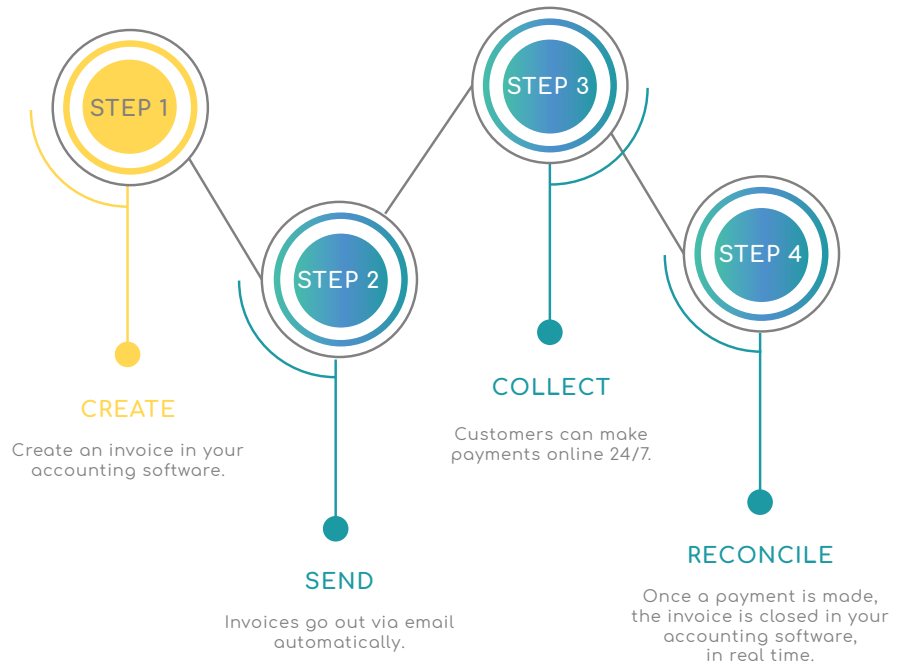 STEP 1
CREATE
Create an invoice in your
accounting software.
STEP 2
SEND
Invoices go out via email
automatically.
STEP 3
COLLECT
Customers can make
payments online 24/7.
STEP 4
RECONCILE
Once a payment is made,
the invoice is closed in your
accounting software,
in real time.